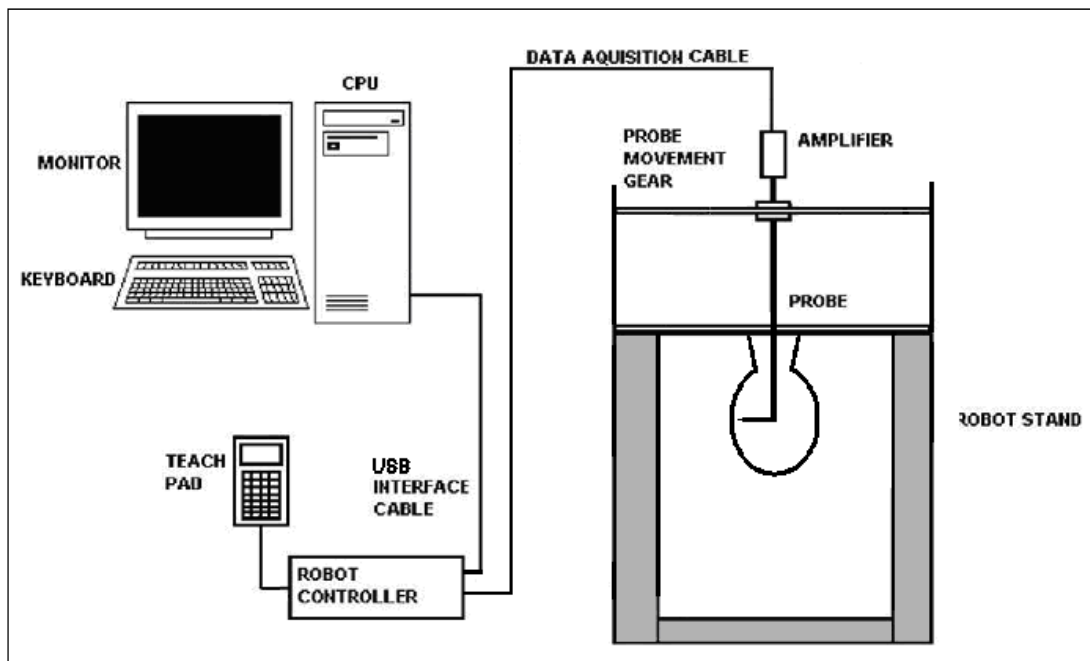 DATA AQUISITION CABLE
CPU
MONITOR
PROBE
MOVEMENT
GEAR
AMPLIFIER
KEYBOARD
PROBE
ROBOT STAND
TEACH
PAD
USB
INTERFACE
CABLE
ROBOT
CONTROLLER